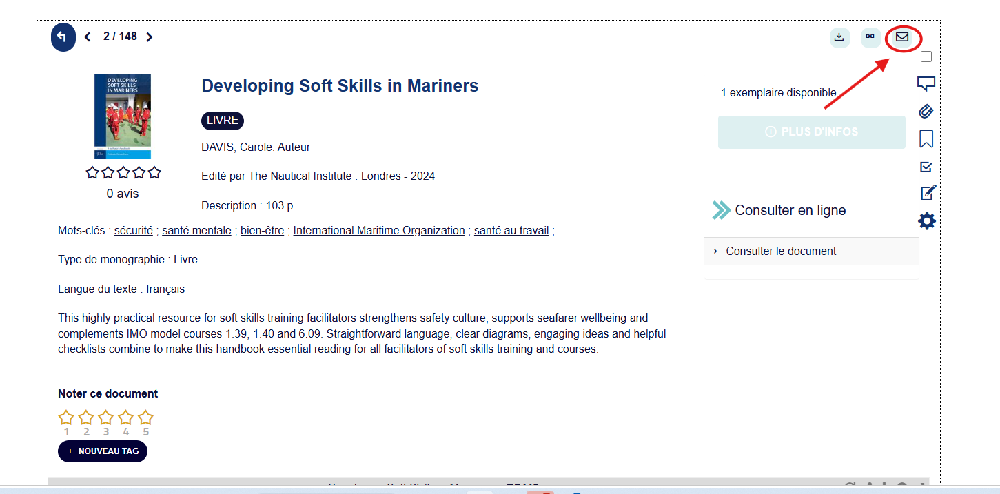 2 / 148
DEVELOPING
SOFT SKILLS
IN MARINERS
Developing Soft Skills in Mariners
1 exemplaire disponible
LIVRE
PLUS D'INFOS
DAVIS, Carole. Auteur
Edité par The Nautical Institute : Londres - 2024
0 avis
Description : 103 p.
Consulter en ligne
Mots-clés : sécurité ; santé mentale ; bien-être ; International Maritime Organization ; santé au travail ;
Consulter le document
Type de monographie : Livre
Langue du texte : français
This highly practical resource for soft skills training facilitators strengthens safety culture, supports seafarer wellbeing and
complements IMO model courses 1.39, 1.40 and 6.09. Straightforward language, clear diagrams, engaging ideas and helpful
checklists combine to make this handbook essential reading for all facilitators of soft skills training and courses.
Noter ce document
1 2 3 4 5
+ NOUVEAU TAG